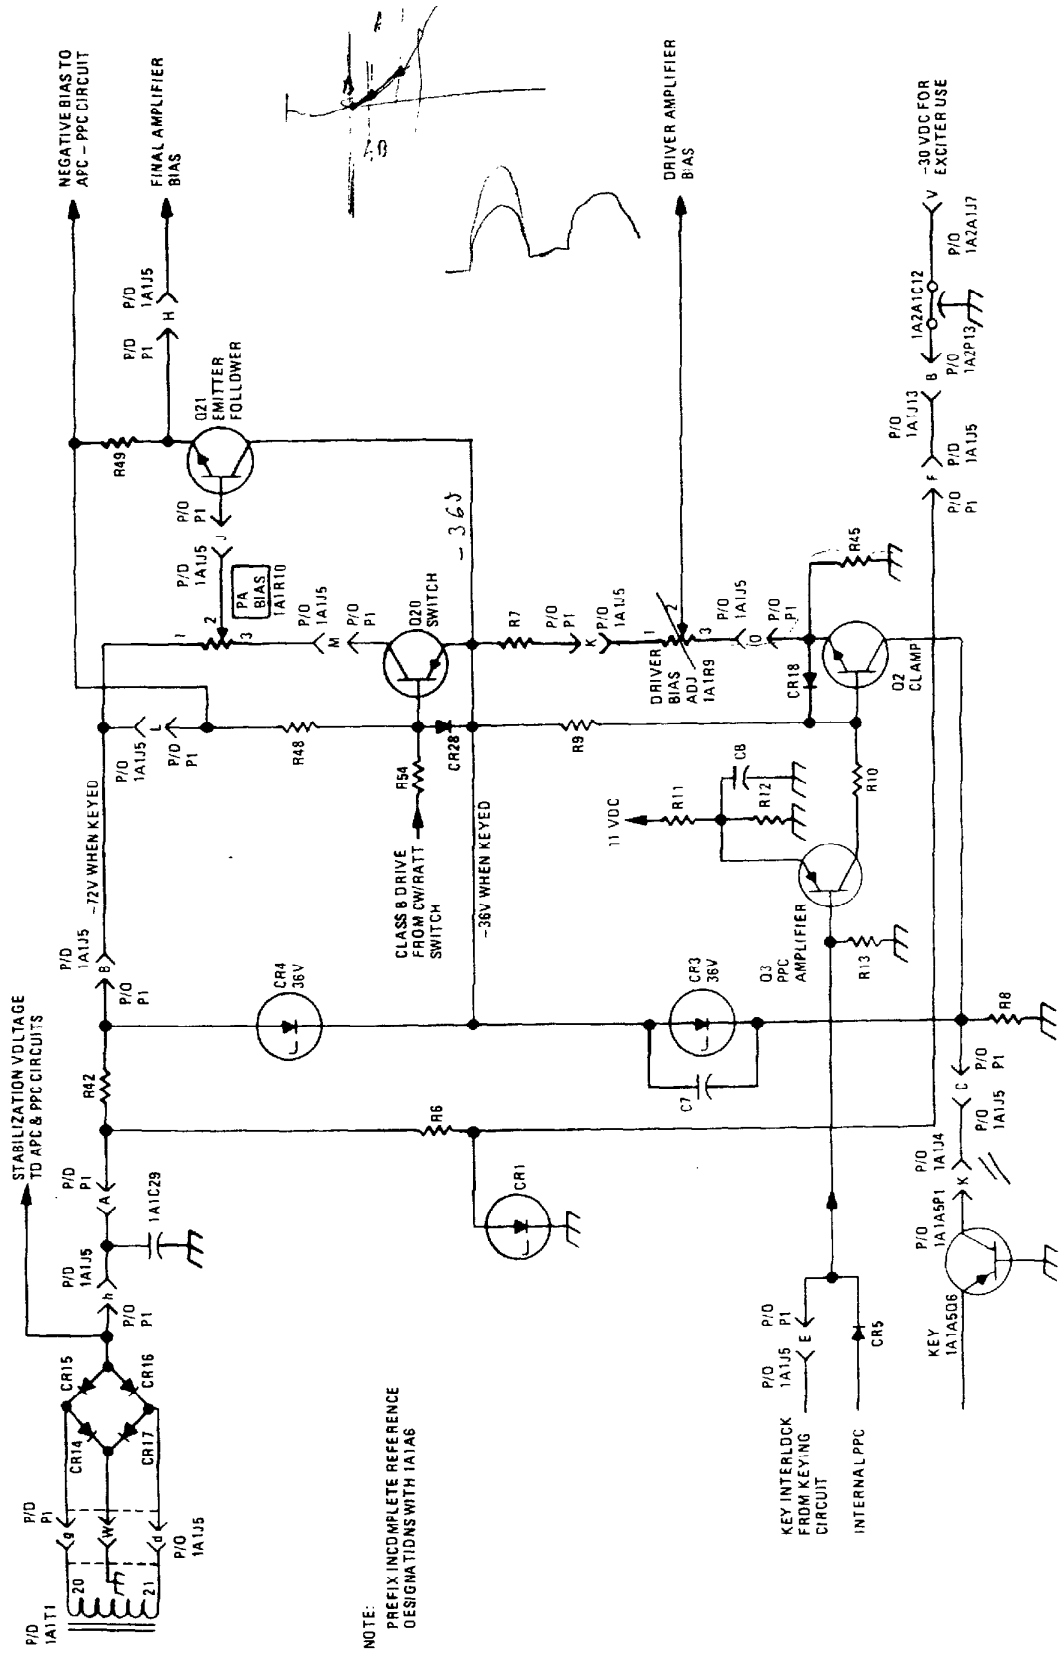 P/O
1A1T1
20
21
P/O
P1
g
W
d
P/O
1A1J5
CR15
CR16
CR14
CR17
STABILIZATION VOLTAGE
TO APC & PPC CIRCUITS
P/O
P1
h
P/O
1A1J5
1A1C29
A
P/O
P1
R42
P/O
P1
B
P/O
1A1J5
-72V WHEN KEYED
P/O
1A1J5
L
P/O
P1
R48
R54
CR28
CLASS B DRIVE
FROM CW/RATT
SWITCH
-36V WHEN KEYED
CR4
36V
R6
CR1
1
2
3
PA
BIAS
1A1R10
P/O
1A1J5
J
P/O
P1
Q21
EMITTER
FOLLOWER
R49
NEGATIVE BIAS TO
APC - PPC CIRCUIT
P/O
P1
H
P/O
1A1J5
FINAL AMPLIFIER
BIAS
AB
P/O
1A1J5
M
P/O
P1
Q20
SWITCH
R7
P/O
P1
K
P/O
1A1J5
DRIVER
BIAS
ADJ
1A1R9
1
2
3
DRIVER AMPLIFIER
BIAS
P/O
1A1J5
P/O
P1
R9
CR18
Q2
CLAMP
R45
11 VDC
R11
C8
R12
R10
Q3
PPC
AMPLIFIER
R13
CR3
36V
C7
R8
P/O
P1
C
P/O
1A1J5
P/O
1A1J4
K
P/O
1A1A5P1
KEY
1A1A5Q6
KEY INTERLOCK
FROM KEYING
CIRCUIT
P/O
1A1J5
E
P/O
P1
INTERNAL PPC
CR5
P/O
P1
F
P/O
1A1J5
P/O
1A1J13
B
P/O
1A2P13
1A2A1C12
V
P/O
1A2A1J7
-30 VDC FOR
EXCITER USE
NOTE:
PREFIX INCOMPLETE REFERENCE
DESIGNATIONS WITH 1A1A6